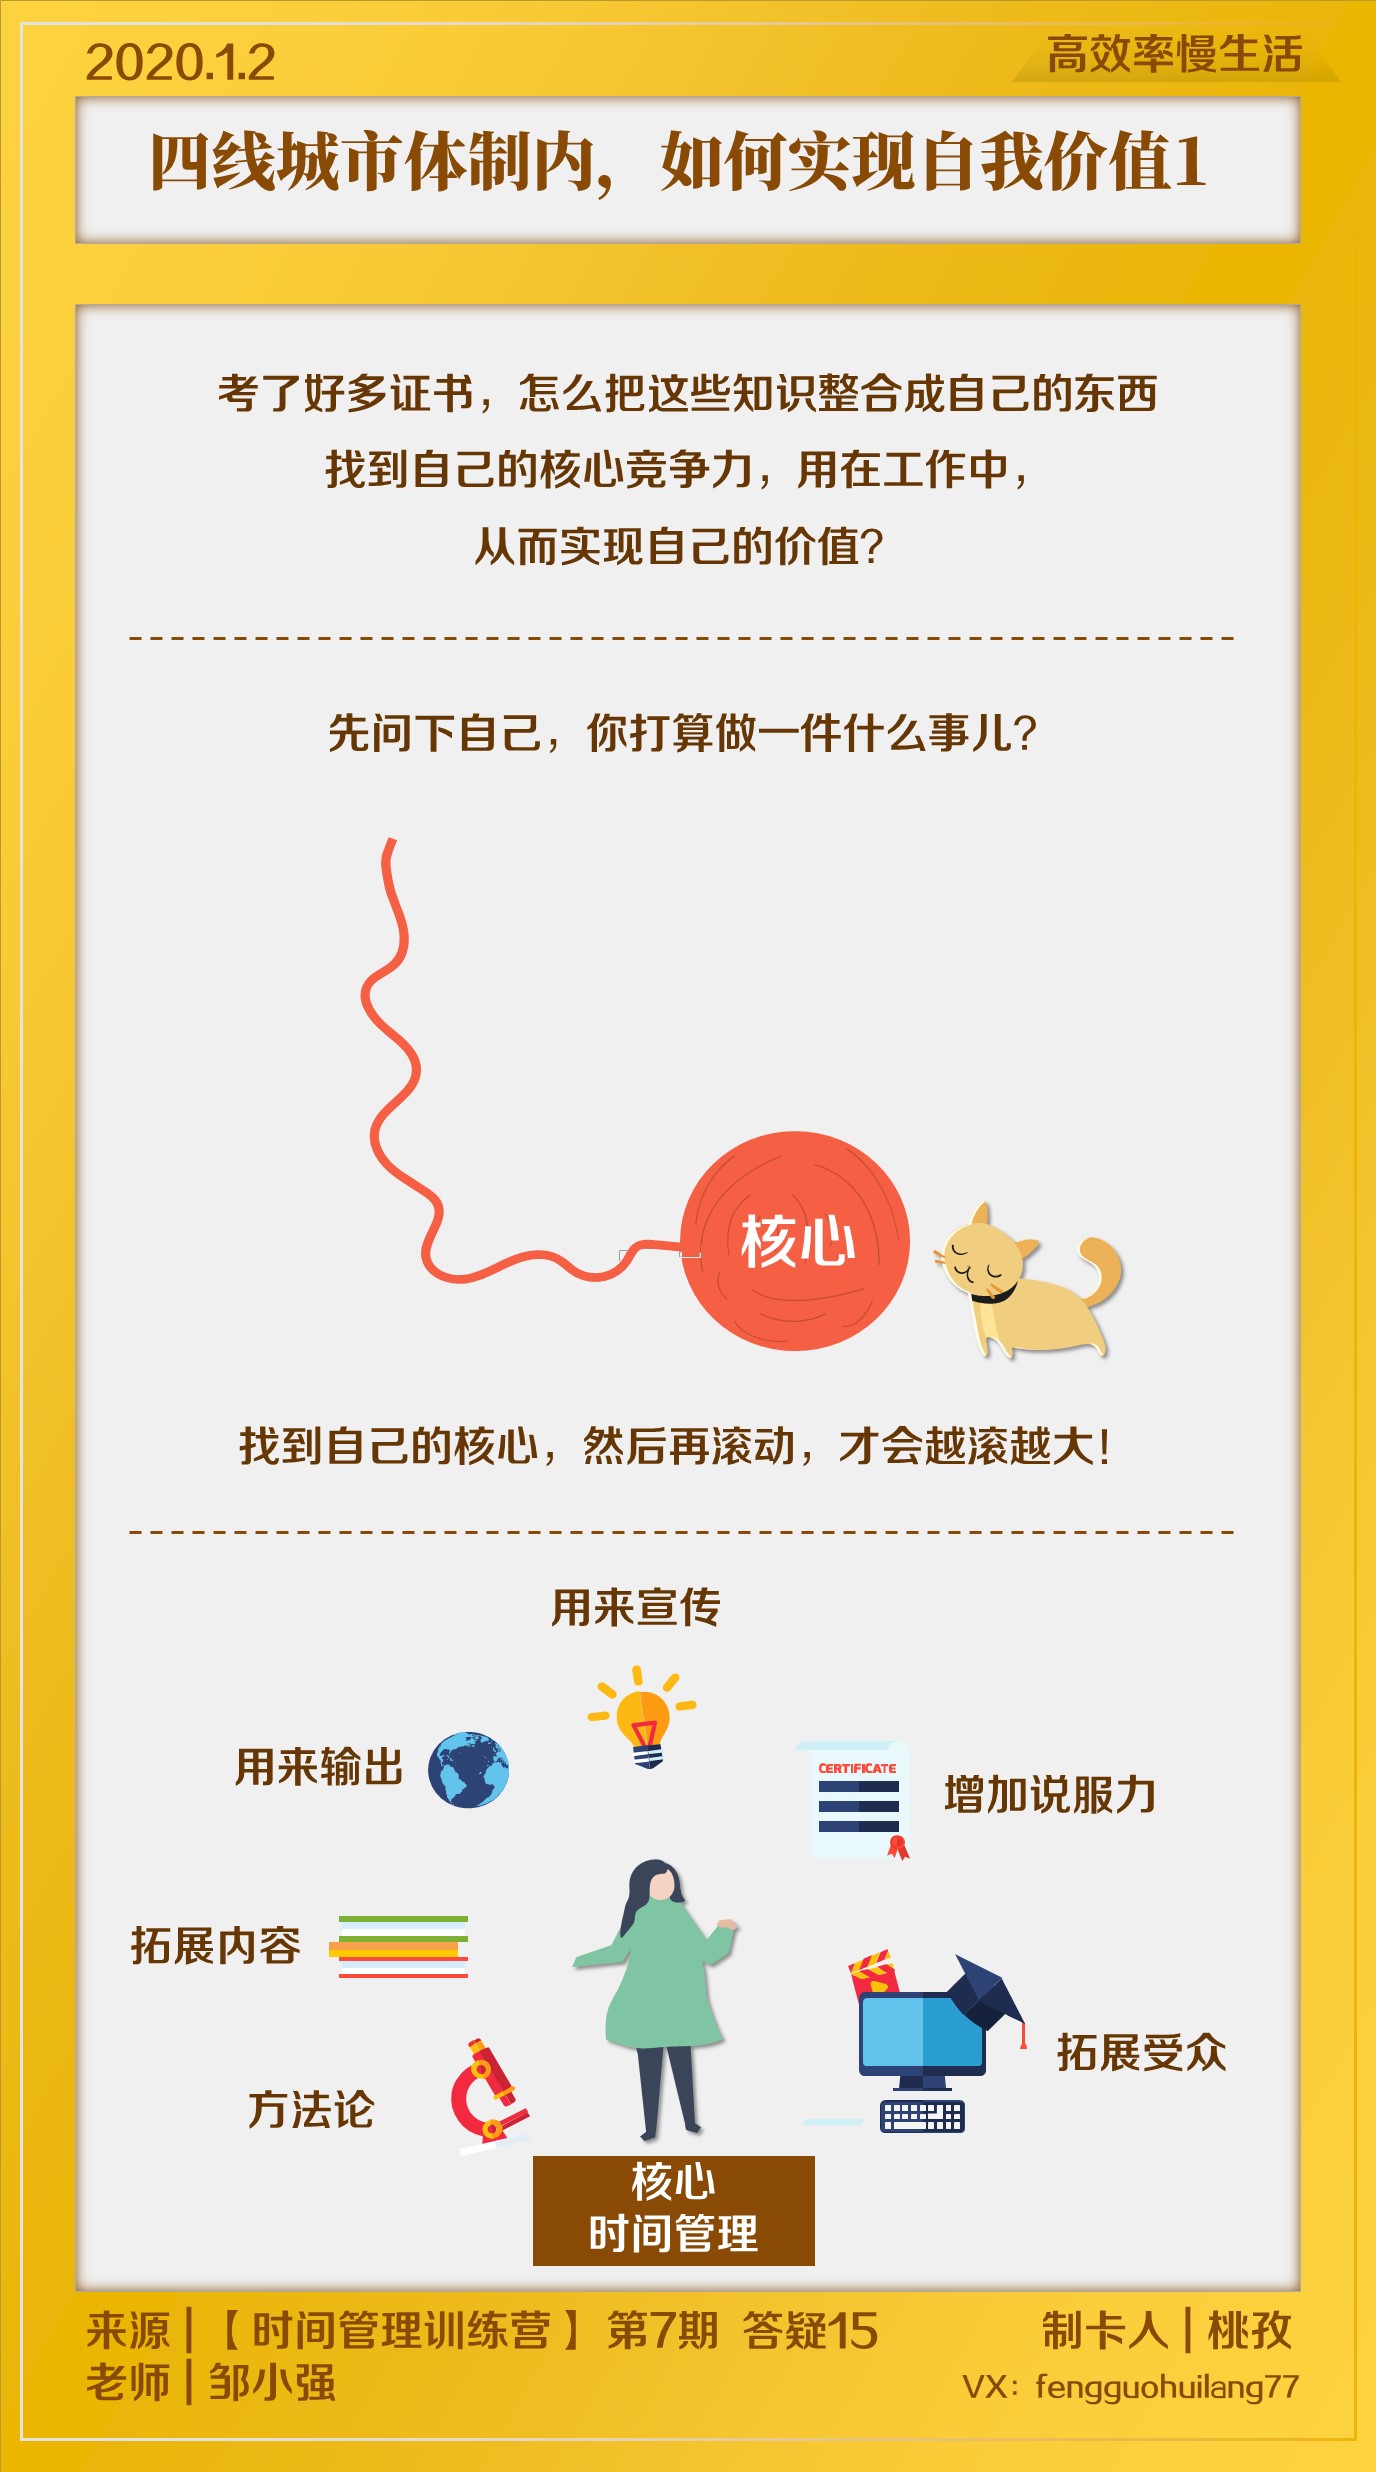 2020.1.2
高效率慢生活
四线城市体制内，如何实现自我价值1
考了好多证书，怎么把这些知识整合成自己的东西
找到自己的核心竞争力，用在工作中，
从而实现自己的价值？
先问下自己，你打算做一件什么事儿？
核心
找到自己的核心，然后再滚动，才会越滚越大！
用来宣传
用来输出
CERTIFICATE
增加说服力
拓展内容
拓展受众
方法论
核心
时间管理
来源|【时间管理训练营】第7期 答疑15
制卡人|桃孜
老师|邹小强
VX：fengguohuilang77